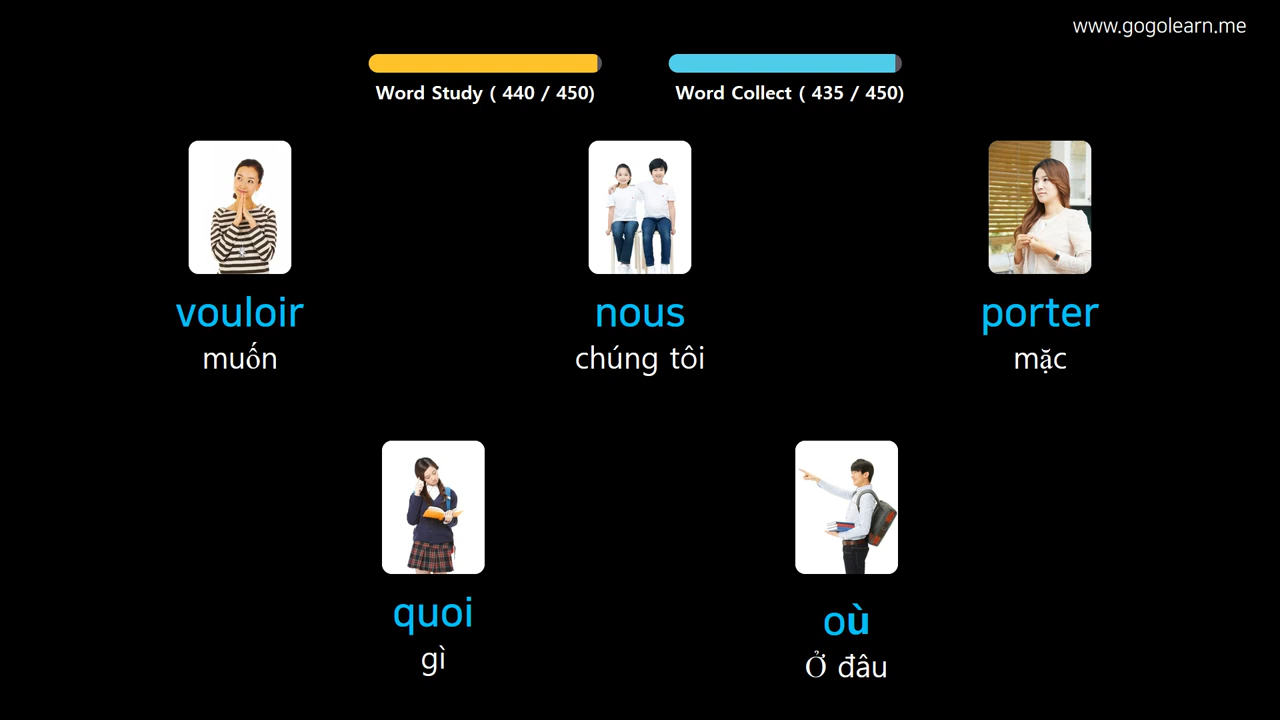 www.gogolearn.me
Word Study ( 440 / 450)
Word Collect ( 435 / 450)
vouloir
muốn
nous
chúng tôi
porter
mặc
quoi
gì
où
Ở đâu